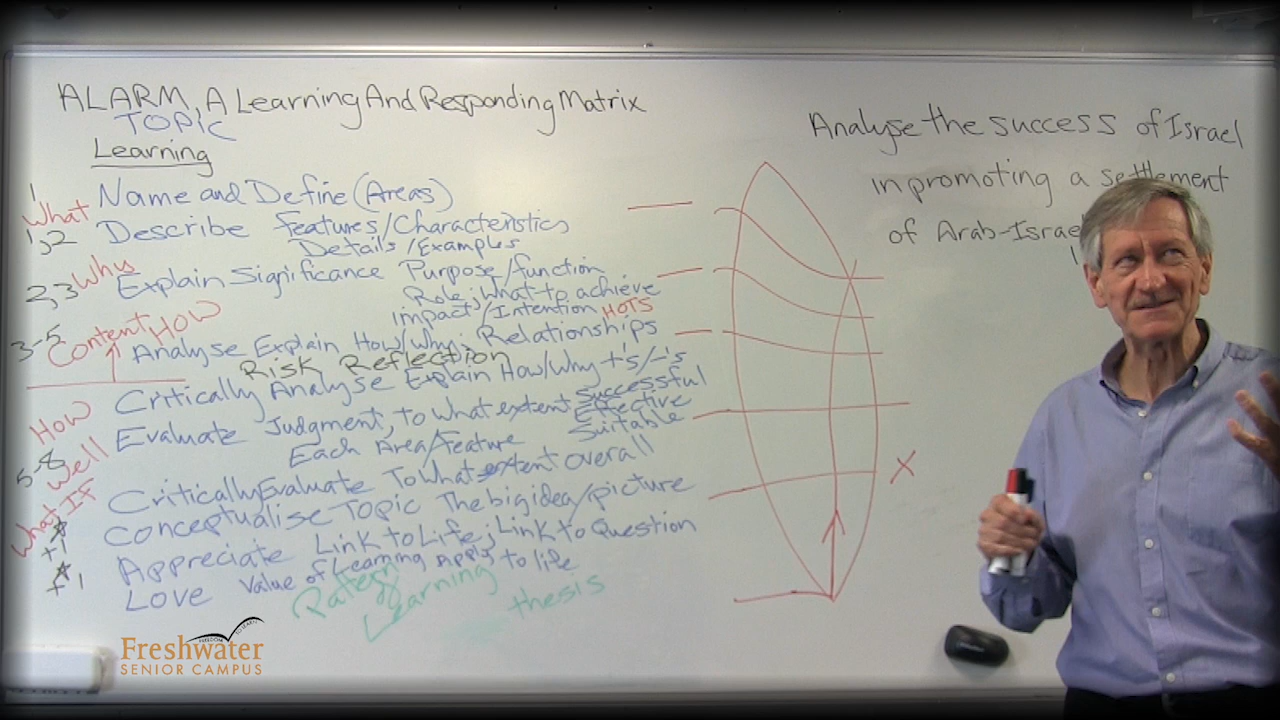 ALARM, A Learning And Responding Matrix
TOPIC
Learning
1 Name and Define (Areas)
What
1,2 Describe Features/Characteristics
Details/Examples
Why
2,3 Explain Significance Purpose/function
Role, what to achieve
impact/Intention HOTS
3-5 Content HOW
Analyse Explain How/Why, Relationships
Risk Reflection
Critically Analyse Explain How/Why +'s/-'s
How
Evaluate Judgment, to what extent successful
Effective
Suitable
Each Area/Feature
5-8 Well
Critically Evaluate To What extent overall
What IF
Conceptualise Topic The big idea/picture
+1 Appreciate Link to Life, Link to Question
+1 Love Value of Learning Apply to life
Learning
thesis
Analyse the success of Israel
in promoting a settlement
of Arab-Israe
X
Freshwater
SENIOR CAMPUS